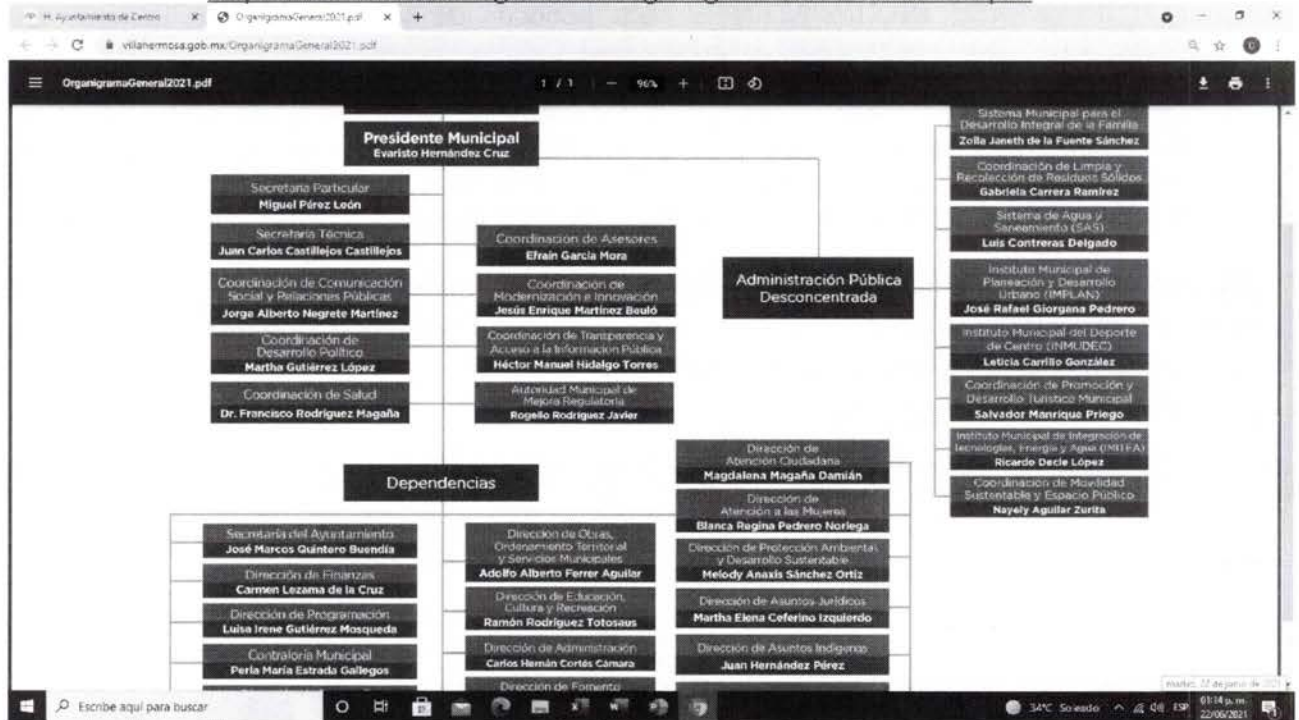 H. Ayuntamiento de Centro
OrganigramaGeneral2021.pdf
villahermosa.gob.mx/OrganigramaGeneral2021.pdf
OrganigramaGeneral2021.pdf
1 / 1
96%
Presidente Municipal
Evaristo Hernández Cruz
Secretaría Particular
Miguel Pérez León
Secretaría Técnica
Juan Carlos Castillejos Castillejos
Coordinación de Comunicación
Social y Relaciones Públicas
Jorge Alberto Negrete Martínez
Coordinación de
Desarrollo Político
Martha Gutiérrez López
Coordinación de Salud
Dr. Francisco Rodríguez Magaña
Coordinación de Asesores
Efraín García Mora
Coordinación de
Modernización e Innovación
Jesús Enrique Martínez Beuló
Coordinación de Transparencia y
Acceso a la Información Pública
Héctor Manuel Hidalgo Torres
Autoridad Municipal de
Mejora Regulatoria
Rogelio Rodríguez Javier
Administración Pública
Desconcentrada
Sistema Municipal para el
Desarrollo Integral de la Familia
Zoila Janeth de la Fuente Sánchez
Coordinación de Limpia y
Recolección de Residuos Sólidos
Gabriela Carrera Ramírez
Sistema de Agua y
Saneamiento (SAS)
Luis Contreras Delgado
Instituto Municipal de
Planeación y Desarrollo
Urbano (IMPLAN)
José Rafael Giorgana Pedrero
Instituto Municipal del Deporte
de Centro (INMUDEC)
Leticia Carrillo González
Coordinación de Promoción y
Desarrollo Turístico Municipal
Salvador Manrique Priego
Instituto Municipal de Integración de
Tecnologías, Energía y Agua (IMITEA)
Ricardo Decle López
Coordinación de Movilidad
Sustentable y Espacio Público
Nayely Aguilar Zurita
Dependencias
Secretaría del Ayuntamiento
José Marcos Quintero Buendía
Dirección de Finanzas
Carmen Lezama de la Cruz
Dirección de Programación
Luisa Irene Gutiérrez Mosqueda
Contraloría Municipal
Perla María Estrada Gallegos
Dirección de Obras,
Ordenamiento Territorial
y Servicios Municipales
Adolfo Alberto Ferrer Aguilar
Dirección de Educación,
Cultura y Recreación
Ramón Rodríguez Totosaus
Dirección de Administración
Carlos Hernán Cortés Cámara
Dirección de Fomento
Dirección de
Atención Ciudadana
Magdalena Magaña Damián
Dirección de
Atención a las Mujeres
Blanca Regina Pedrero Noriega
Dirección de Protección Ambiental
y Desarrollo Sustentable
Melody Anaxis Sánchez Ortiz
Dirección de Asuntos Jurídicos
Martha Elena Ceferino Izquierdo
Dirección de Asuntos Indígenas
Juan Hernández Pérez
martes, 22 de junio de 2021
Escribe aquí para buscar
34°C Soleado
ESP
01:14 p. m.
22/06/2021